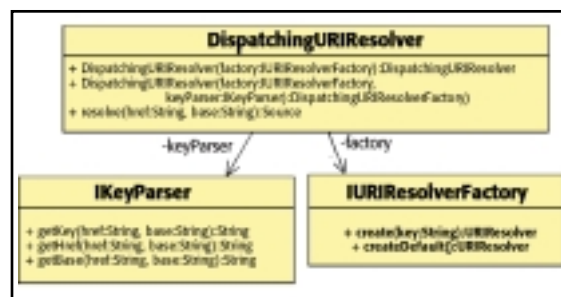 DispatchingURIResolver
+ DispatchingURIResolver(factory:IURIResolverFactory):DispatchingURIResolver
+ DispatchingURIResolver(factory:IURIResolverFactory,
keyParser:IKeyParser):DispatchingURIResolverFactory)
+ resolve(href:String, base:String):Source
-keyParser
-factory
IKeyParser
IURIResolverFactory
+ getKey(href:String, base:String):String
+ getHref(href:String, base:String):String
+ getBase(href:String, base:String):String
+ create(key:String):URIResolver
+ createDefault():URIResolver